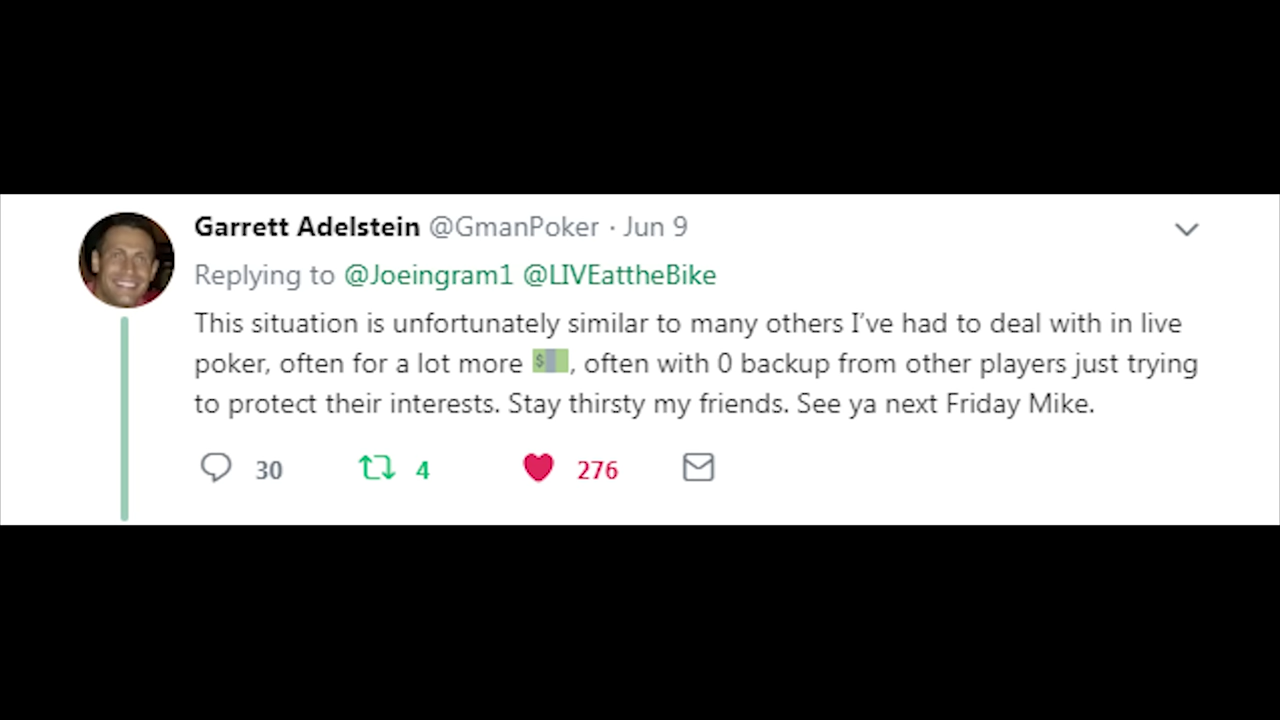 Garrett Adelstein @GmanPoker · Jun 9
Replying to @Joeingram1 @LIVEattheBike
This situation is unfortunately similar to many others I’ve had to deal with in live
poker, often for a lot more 💵, often with 0 backup from other players just trying
to protect their interests. Stay thirsty my friends. See ya next Friday Mike.
30 4 276